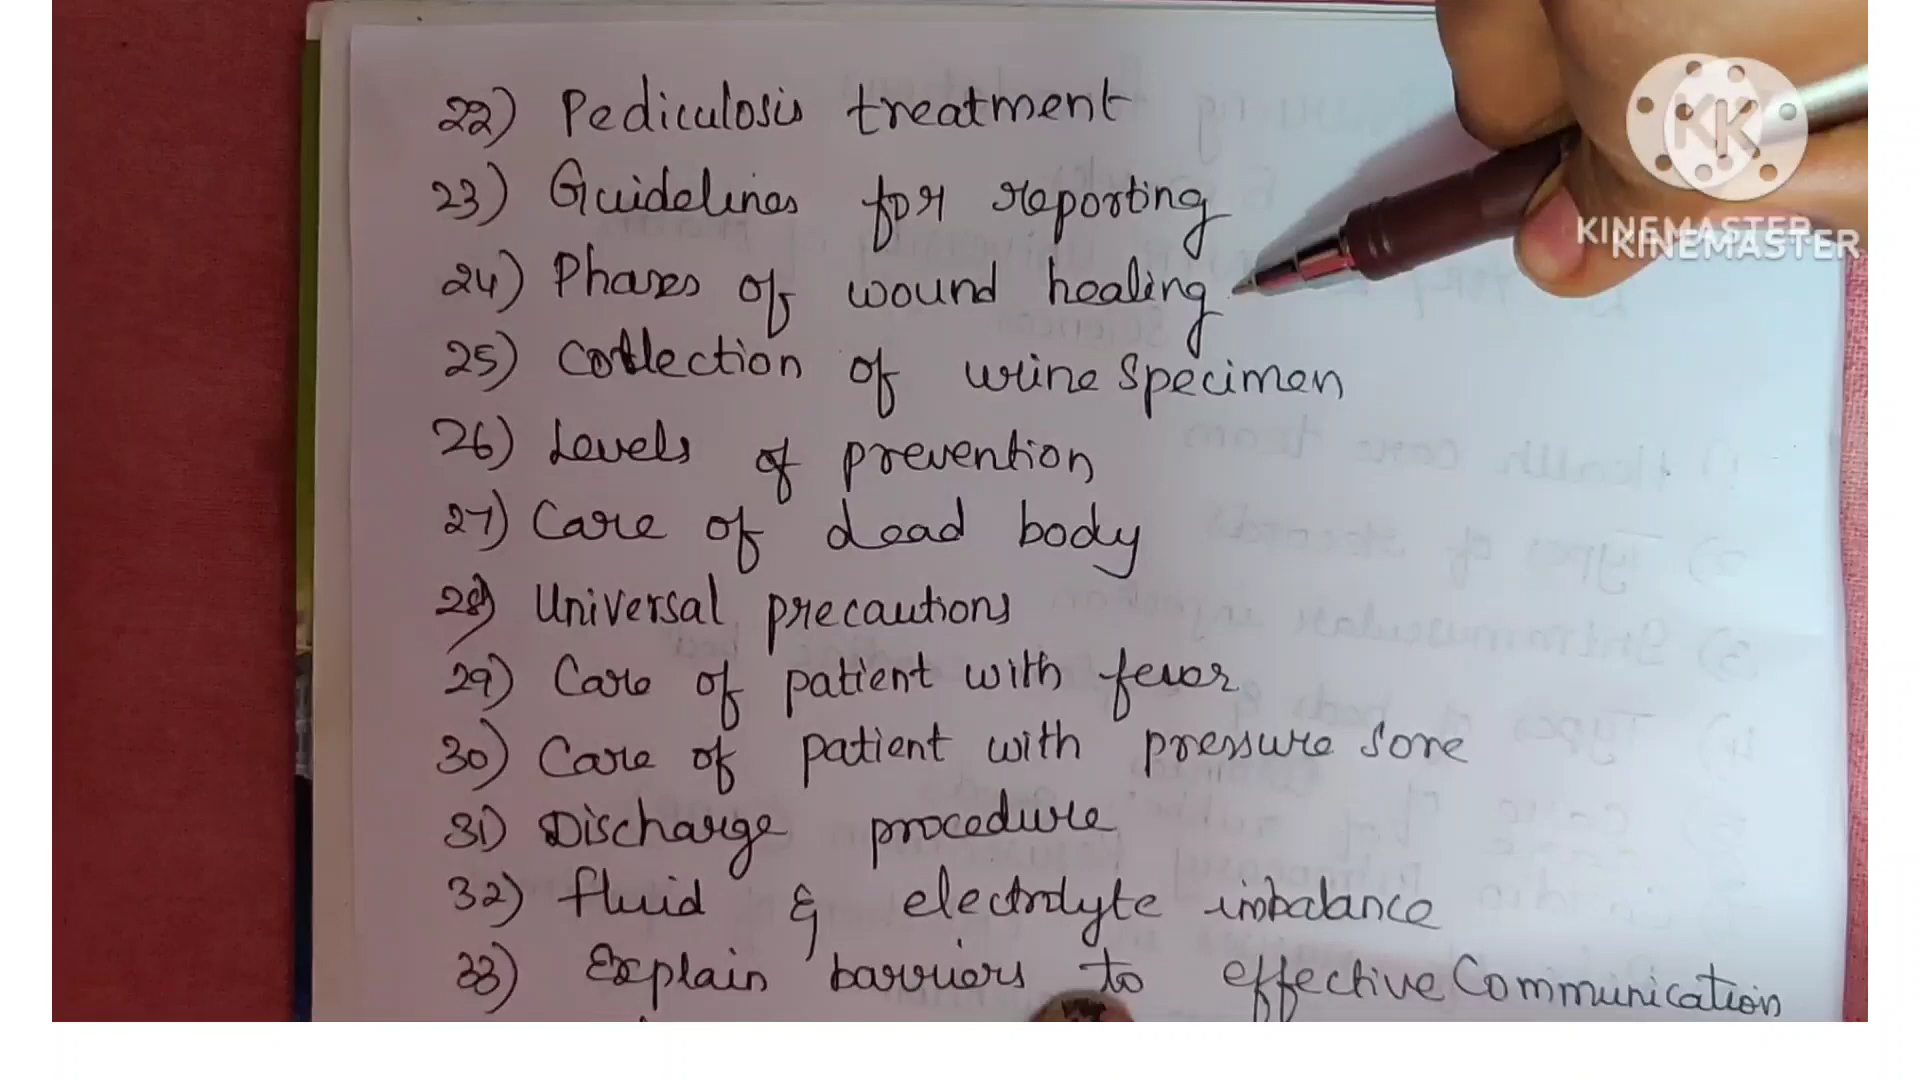 22) Pediculosis treatment
23) Guidelines for reporting
24) Phases of wound healing
25) Collection of urine specimen
26) Levels of prevention
27) Care of dead body
28) Universal precautions
29) Care of patient with fever
30) Care of patient with pressure sore
31) Discharge procedure
32) fluid & electrolyte imbalance
33) Explain barriers to effective Communication
KK
KINEMASTER
KINEMASTER